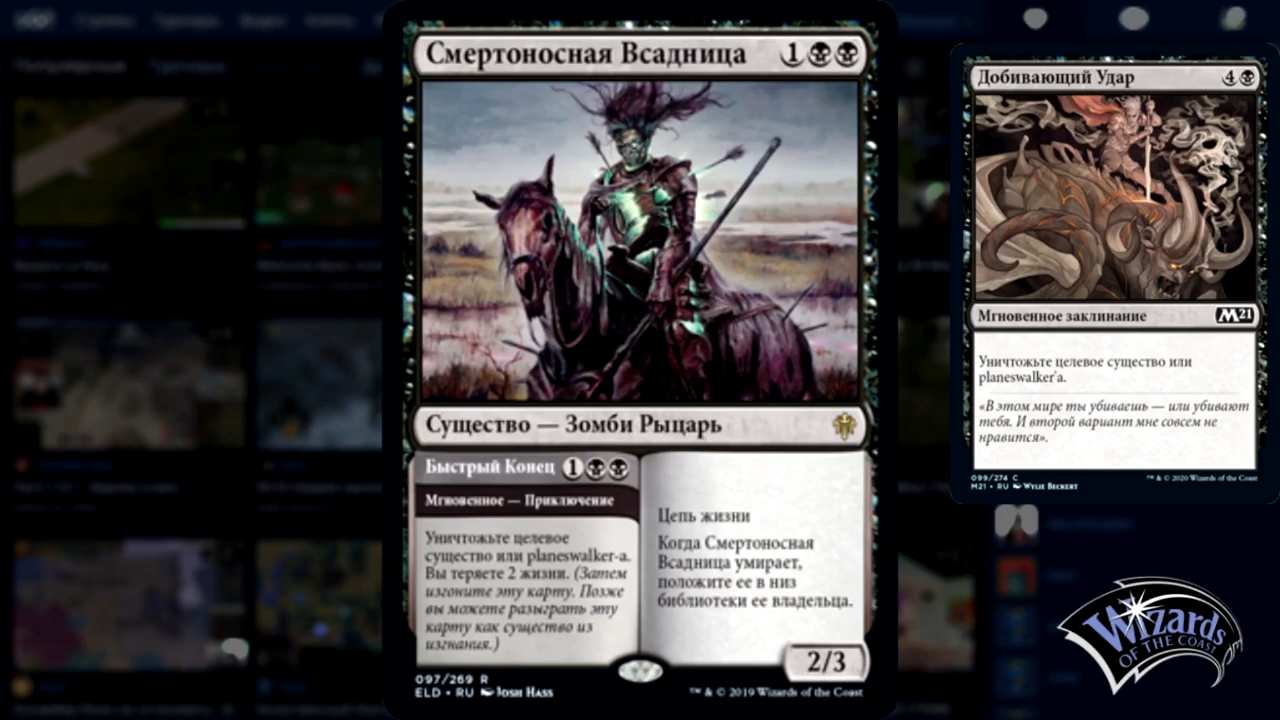 Смертоносная Всадница 1
Существо — Зомби Рыцарь
Быстрый Конец 1
Мгновенное — Приключение
Уничтожьте целевое
существо или planeswalker-а.
Вы теряете 2 жизни. (Затем
изгоните эту карту. Позже
вы можете разыграть эту
карту как существо из
изгнания.)
Цепь жизни
Когда Смертоносная
Всадница умирает,
положите ее в низ
библиотеки ее владельца.
2/3
097/269 R
ELD • RU Josh Hass
™ & © 2019 Wizards of the Coast
Добивающий Удар 4
Мгновенное заклинание M21
Уничтожьте целевое существо или
planeswalker'а.
«В этом мире ты убиваешь — или убивают
тебя. И второй вариант мне совсем не
нравится».
099/274 C
M21 • RU Wylie Beckert
™ & © 2020 Wizards of the Coast
Wizards
OF THE COAST